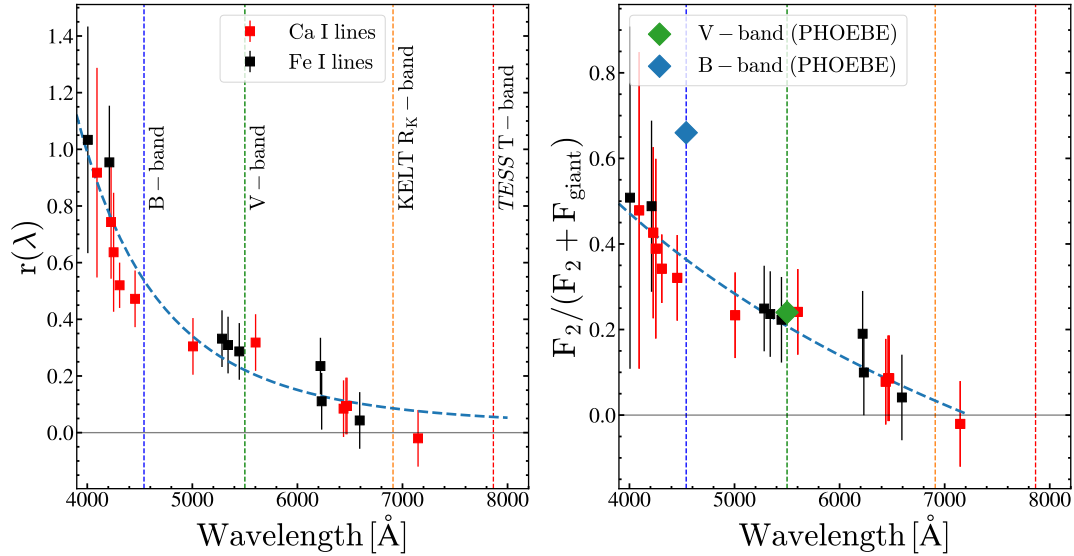 Ca I lines
Fe I lines
B − band
V − band
KELT R_K − band
TESS T − band
r(λ)
1.4
1.2
1.0
0.8
0.6
0.4
0.2
0.0
4000 5000 6000 7000 8000
Wavelength [Å]
V − band (PHOEBE)
B − band (PHOEBE)
F₂/(F₂ + F_giant)
0.8
0.6
0.4
0.2
0.0
4000 5000 6000 7000 8000
Wavelength [Å]